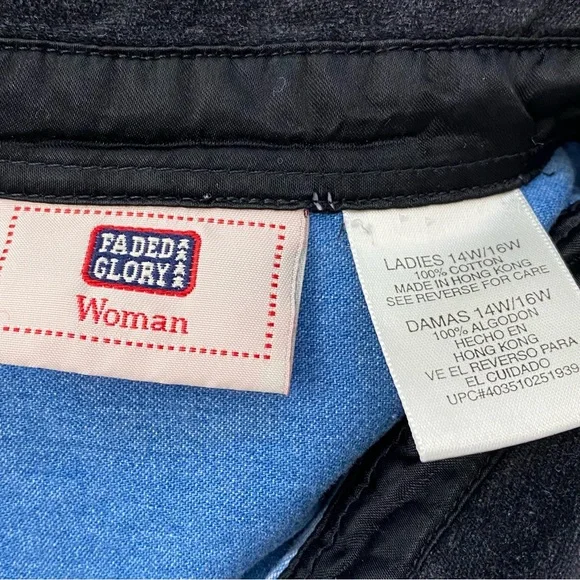 FADED
GLORY
Woman
LADIES 14W/16W
100% COTTON
MADE IN HONG KONG
SEE REVERSE FOR CARE
DAMAS 14W/16W
100% ALGODON
HECHO EN
HONG KONG
VE EL REVERSO PARA
EL CUIDADO
UPC#403510251939